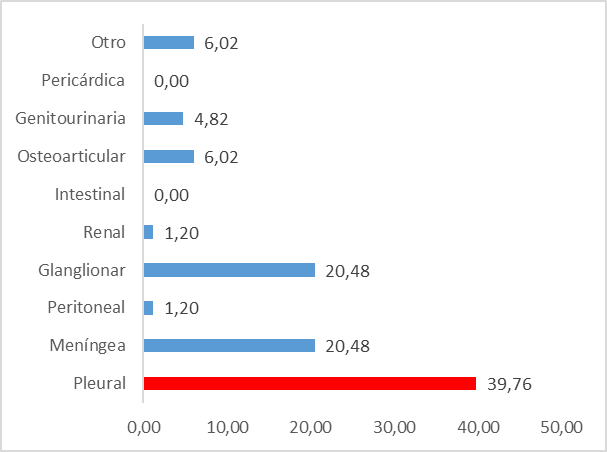 Otro 6,02
Pericárdica 0,00
Genitourinaria 4,82
Osteoarticular 6,02
Intestinal 0,00
Renal 1,20
Glanglionar 20,48
Peritoneal 1,20
Meníngea 20,48
Pleural 39,76
0,00 10,00 20,00 30,00 40,00 50,00